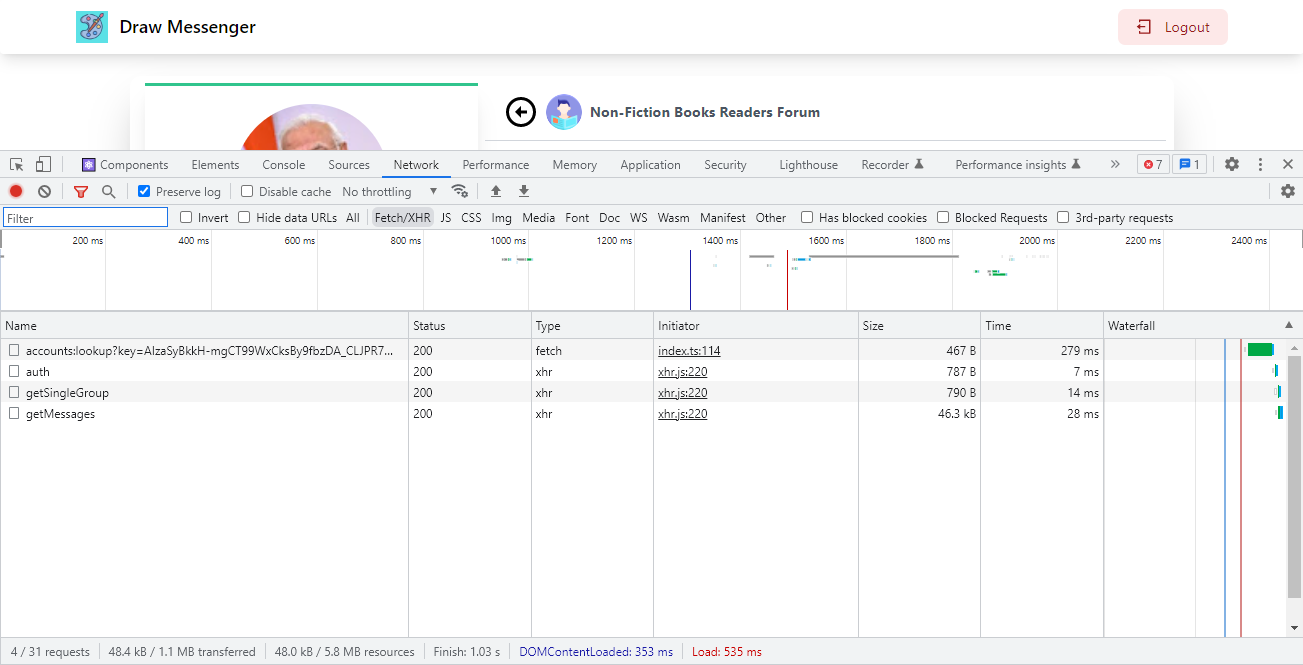 Draw Messenger
Logout
Non-Fiction Books Readers Forum
Components Elements Console Sources Network Performance Memory Application Security Lighthouse Recorder Performance insights 7 1
Preserve log Disable cache No throttling
Filter Invert Hide data URLs All Fetch/XHR JS CSS Img Media Font Doc WS Wasm Manifest Other Has blocked cookies Blocked Requests 3rd-party requests
200 ms 400 ms 600 ms 800 ms 1000 ms 1200 ms 1400 ms 1600 ms 1800 ms 2000 ms 2200 ms 2400 ms
Name Status Type Initiator Size Time Waterfall
accounts:lookup?key=AIzaSyBkkH-mgCT99WxCksBy9fbzDA_CLJPR7... 200 fetch index.ts:114 467 B 279 ms
auth 200 xhr xhr.js:220 787 B 7 ms
getSingleGroup 200 xhr xhr.js:220 790 B 14 ms
getMessages 200 xhr xhr.js:220 46.3 kB 28 ms
4 / 31 requests 48.4 kB / 1.1 MB transferred 48.0 kB / 5.8 MB resources Finish: 1.03 s DOMContentLoaded: 353 ms Load: 535 ms